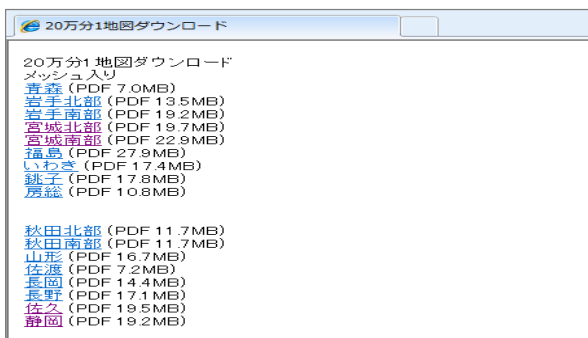 20万分1地図ダウンロード
20万分1 地図ダウンロード
メッシュ入り
青森 (PDF 7.0MB)
岩手北部 (PDF 13.5MB)
岩手南部 (PDF 19.2MB)
宮城北部 (PDF 19.7MB)
宮城南部 (PDF 22.9MB)
福島 (PDF 27.9MB)
いわき (PDF 17.4MB)
銚子 (PDF 17.8MB)
房総 (PDF 10.8MB)
秋田北部 (PDF 11.7MB)
秋田南部 (PDF 11.7MB)
山形 (PDF 16.7MB)
佐渡 (PDF 7.2MB)
長岡 (PDF 14.4MB)
長野 (PDF 17.1MB)
佐久 (PDF 19.5MB)
静岡 (PDF 19.2MB)